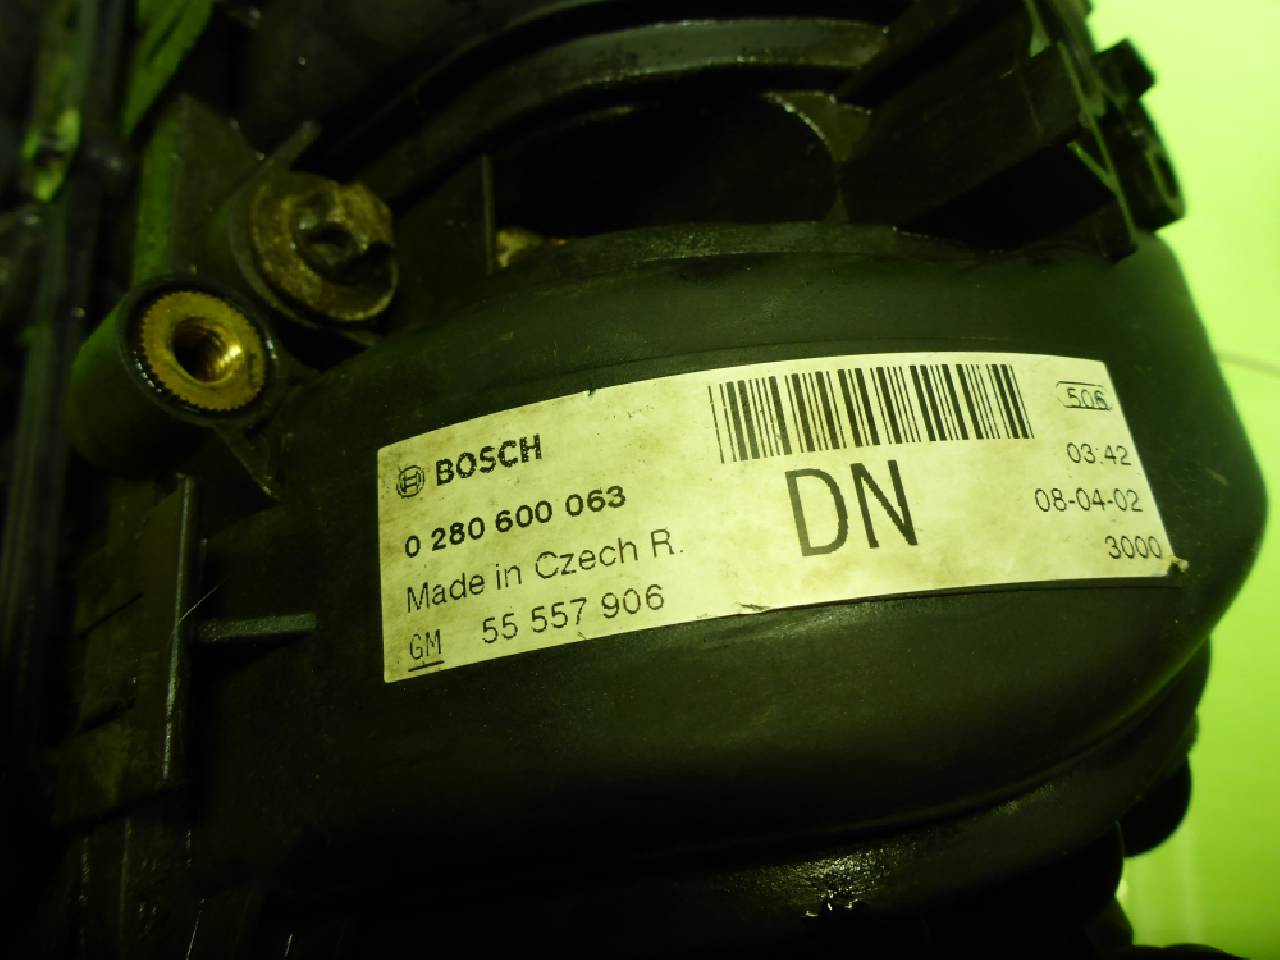 BOSCH
0 280 600 063
Made in Czech R.
GM 55 557 906
DN
506
03:42
08-04-02
3000